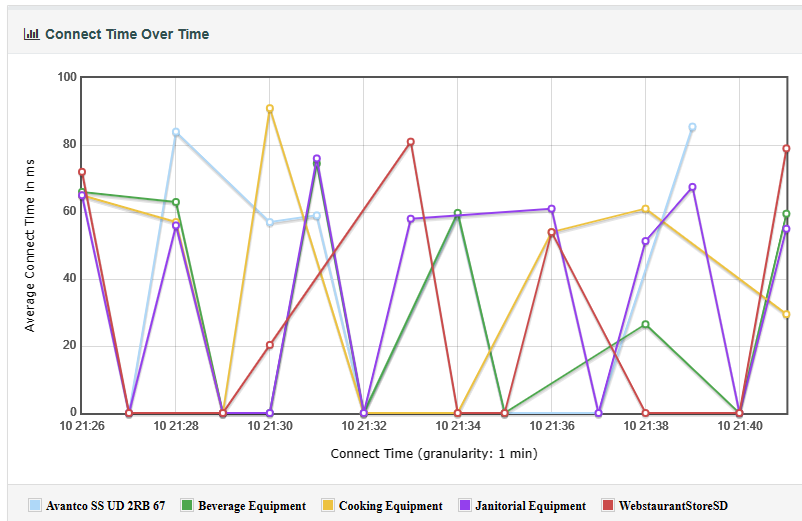 Connect Time Over Time
100
80
60
40
20
0
Average Connect Time in ms
10 21:26 10 21:28 10 21:30 10 21:32 10 21:34 10 21:36 10 21:38 10 21:40
Connect Time (granularity: 1 min)
Avantco SS UD 2RB 67 Beverage Equipment Cooking Equipment Janitorial Equipment WebstaurantStoreSD